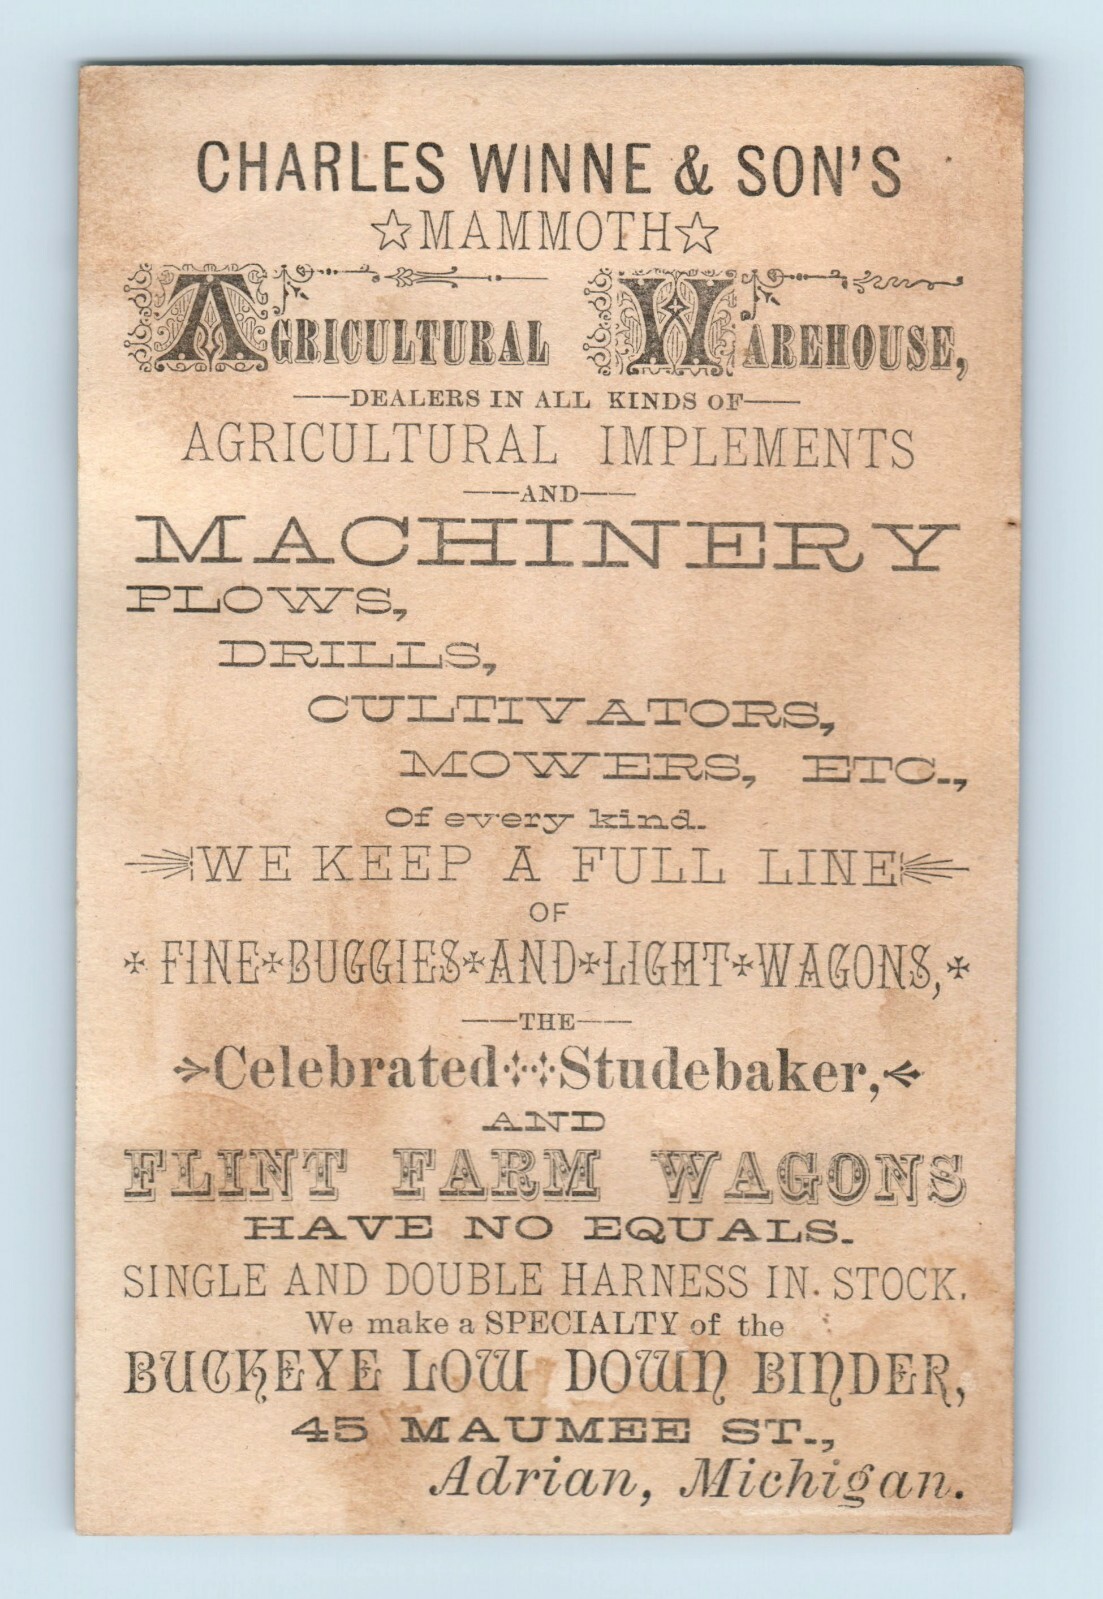 CHARLES WINNE & SON'S
☆MAMMOTH☆
AGRICULTURAL WAREHOUSE,
——DEALERS IN ALL KINDS OF——
AGRICULTURAL IMPLEMENTS
——AND——
MACHINERY
PLOWS,
DRILLS,
CULTIVATORS,
MOWERS, ETC.,
Of every kind.
WE KEEP A FULL LINE
OF
FINE BUGGIES AND LIGHT WAGONS,
——THE——
Celebrated Studebaker,
AND
FLINT FARM WAGONS
HAVE NO EQUALS.
SINGLE AND DOUBLE HARNESS IN. STOCK.
We make a SPECIALTY of the
BUCKEYE LOW DOWN BINDER,
45 MAUMEE ST.,
Adrian, Michigan.